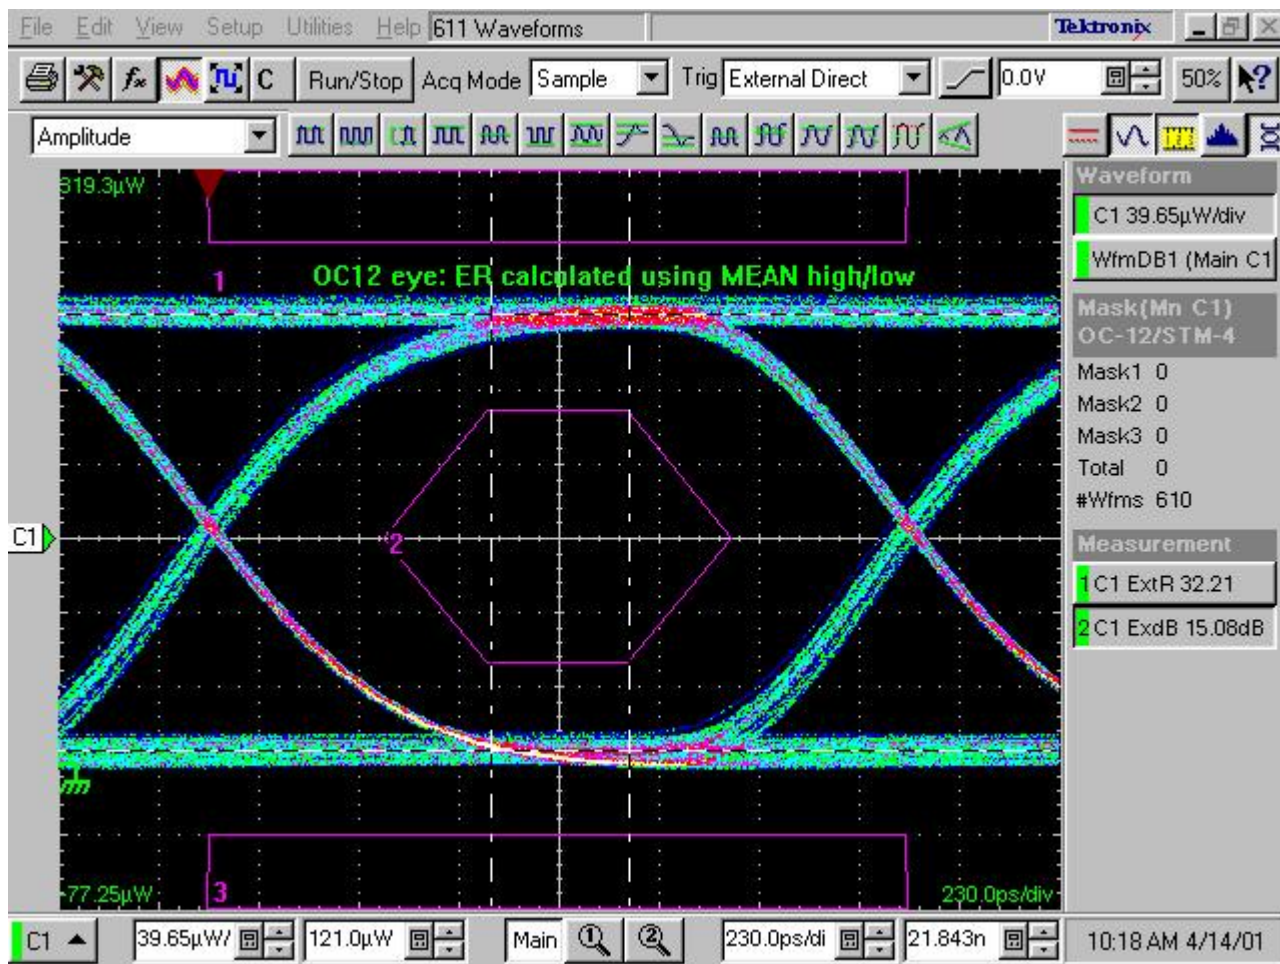 File Edit View Setup Utilities Help 611 Waveforms Tektronix
fx C Run/Stop Acq Mode Sample Trig External Direct 0.0V 50% ?
Amplitude
319.3µW
1
OC12 eye: ER calculated using MEAN high/low
C1
2
3
-77.25µW
230.0ps/div
Waveform
C1 39.65µW/div
WfmDB1 (Main C1
Mask(Mn C1)
OC-12/STM-4
Mask1 0
Mask2 0
Mask3 0
Total 0
#Wfms 610
Measurement
1 C1 ExtR 32.21
2 C1 ExdB 15.08dB
C1 39.65µW/ 121.0µW Main 1 2 230.0ps/di 21.843n 10:18 AM 4/14/01